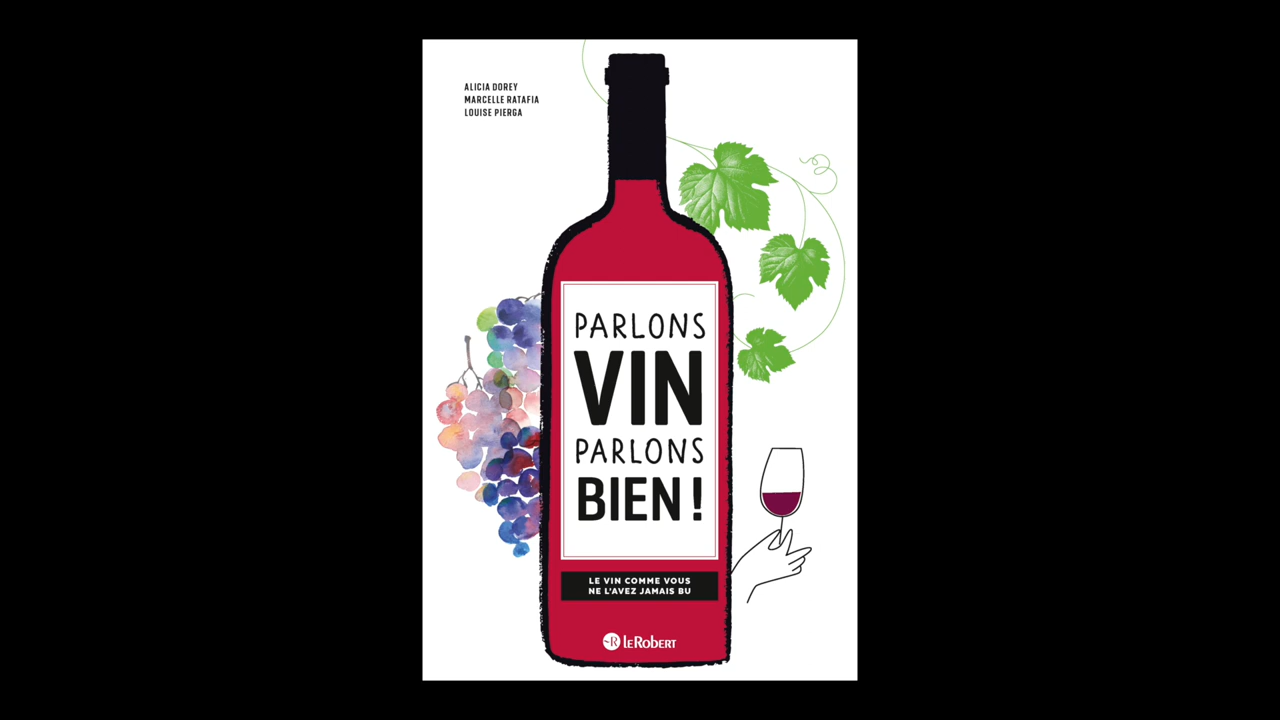 ALICIA DOREY
MARCELLE RATAFIA
LOUISE PIERGA
PARLONS
VIN
PARLONS
BIEN !
LE VIN COMME VOUS
NE L'AVEZ JAMAIS BU
R leRobert